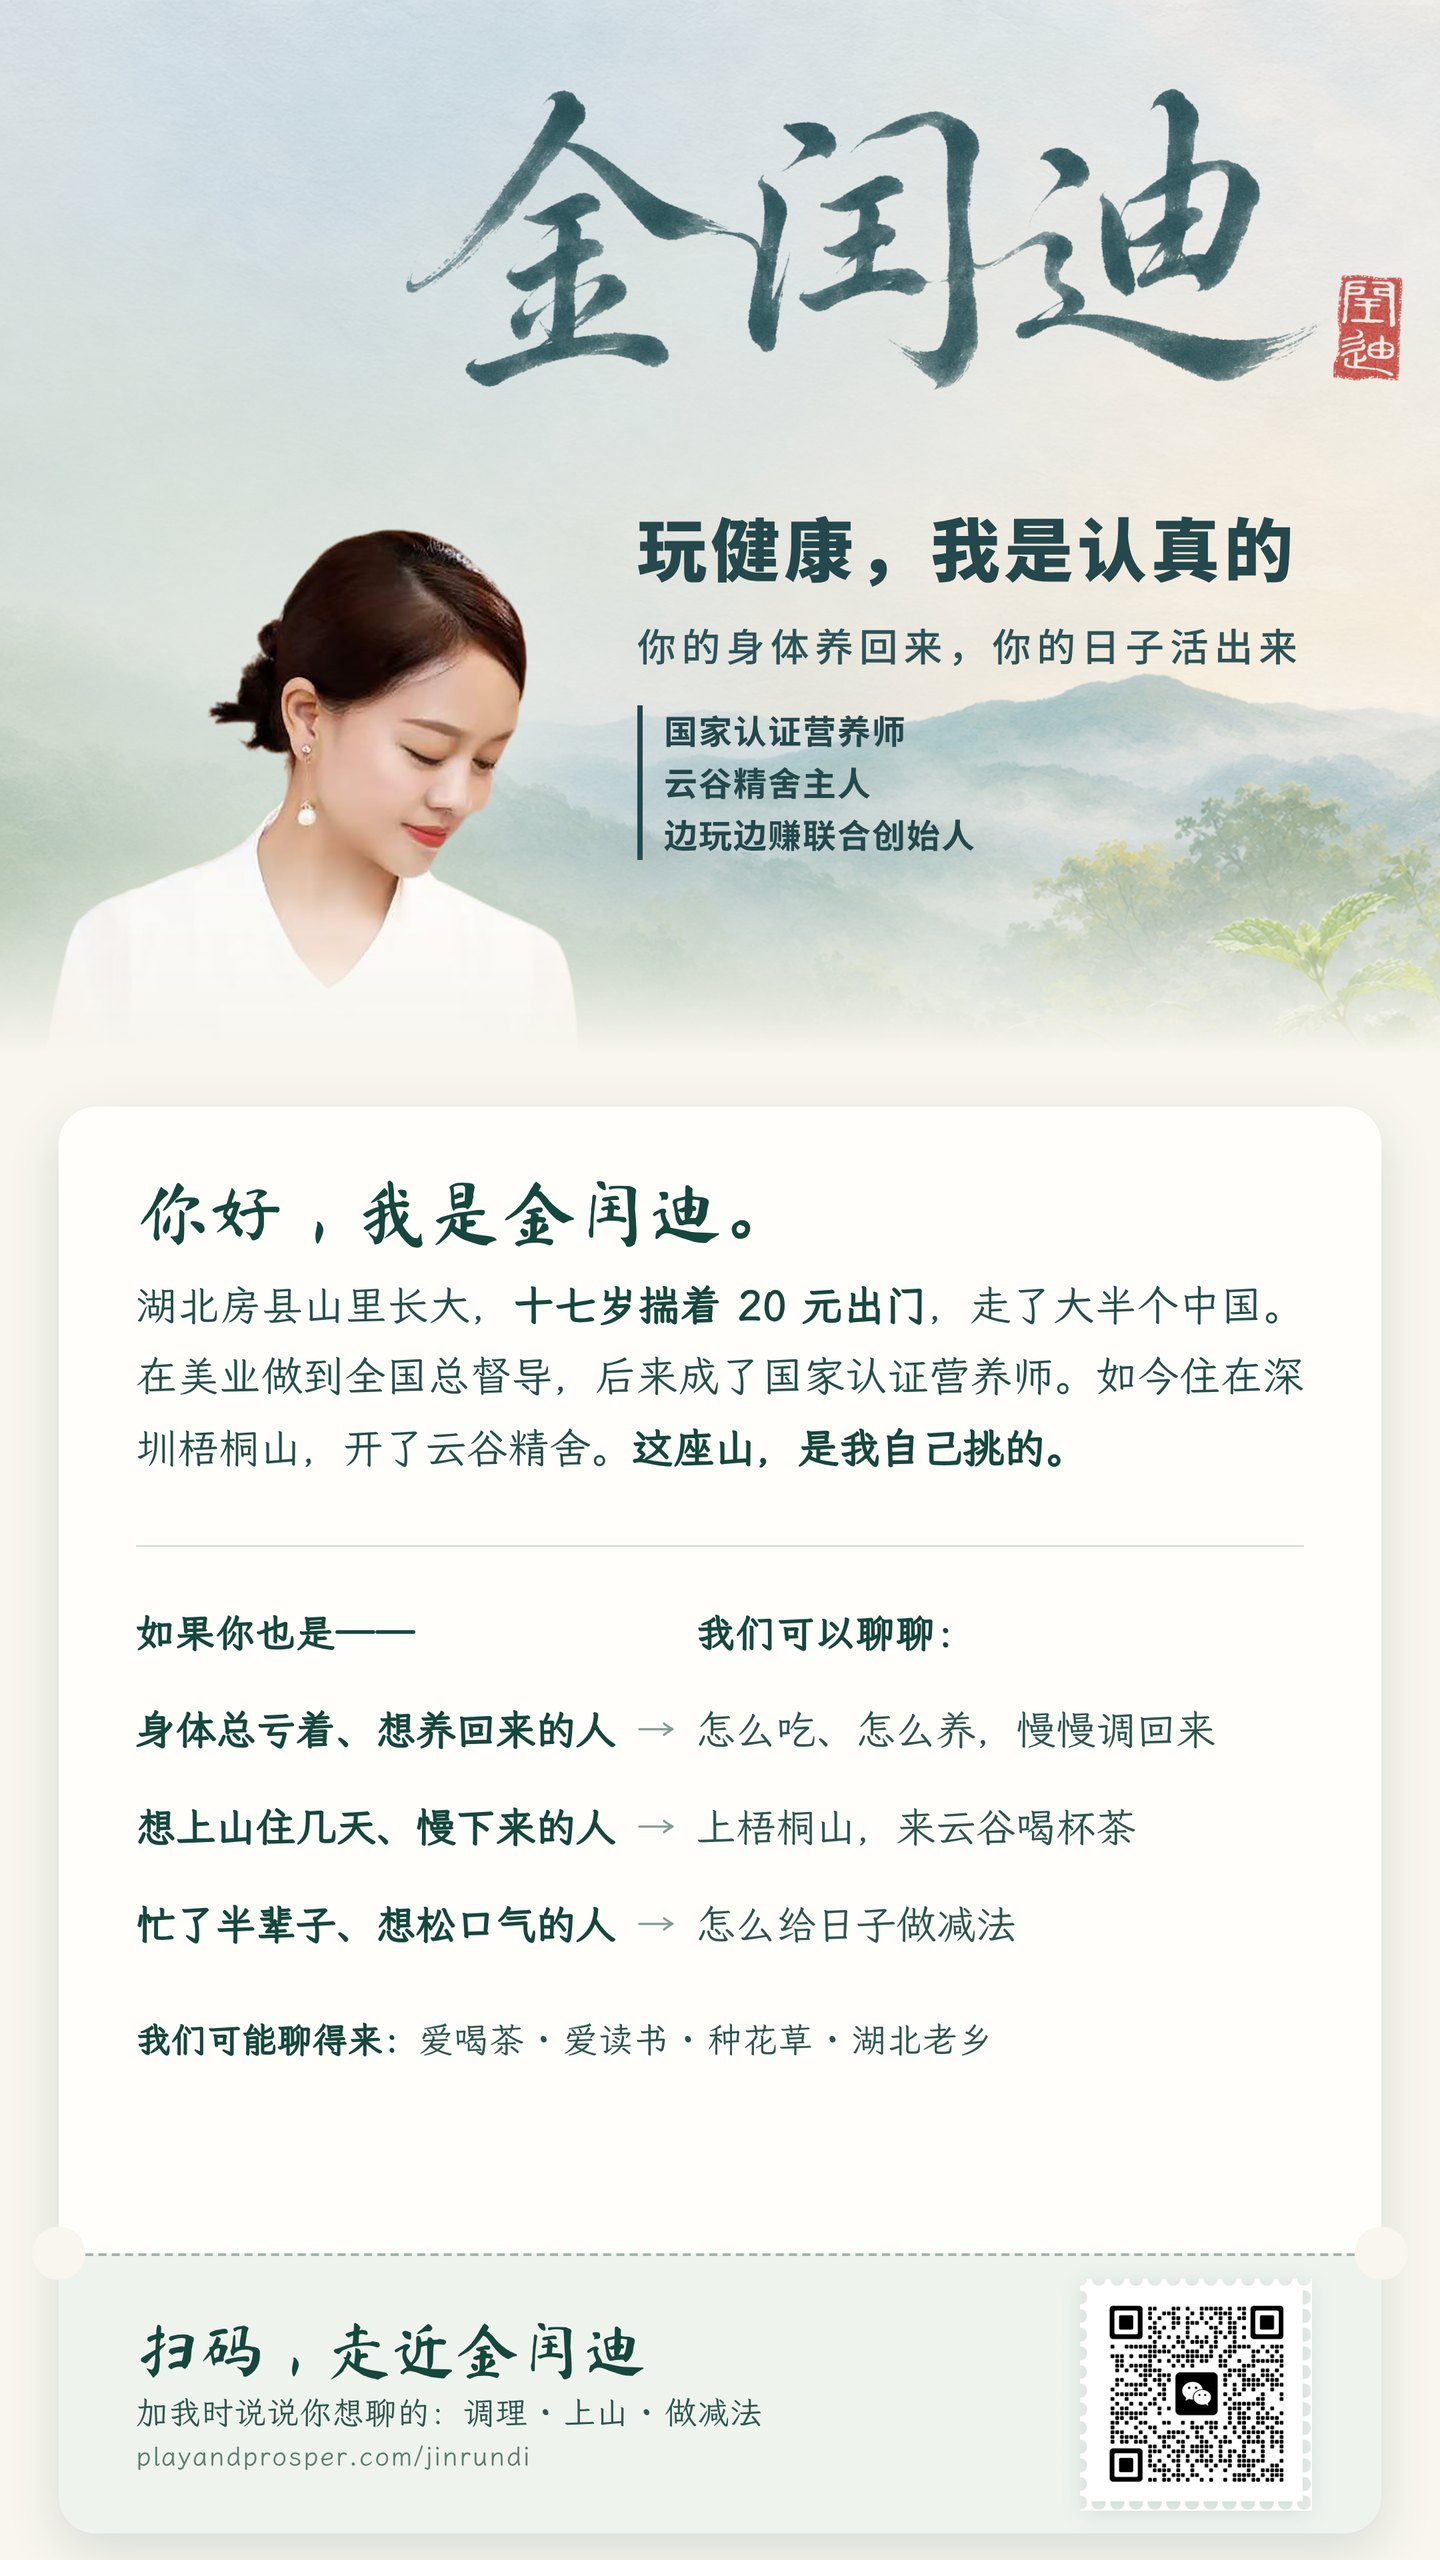 金闰迪
閏迪
玩健康，我是认真的
你的身体养回来，你的日子活出来
国家认证营养师
云谷精舍主人
边玩边赚联合创始人
你好，我是金闰迪。
湖北房县山里长大，十七岁揣着 20 元出门，走了大半个中国。
在美业做到全国总督导，后来成了国家认证营养师。如今住在深
圳梧桐山，开了云谷精舍。这座山，是我自己挑的。
如果你也是——
我们可以聊聊：
身体总亏着、想养回来的人 → 怎么吃、怎么养，慢慢调回来
想上山住几天、慢下来的人 → 上梧桐山，来云谷喝杯茶
忙了半辈子、想松口气的人 → 怎么给日子做减法
我们可能聊得来：爱喝茶·爱读书·种花草·湖北老乡
扫码，走近金闰迪
加我时说说你想聊的：调理·上山·做减法
playandprosper.com/jinrundi